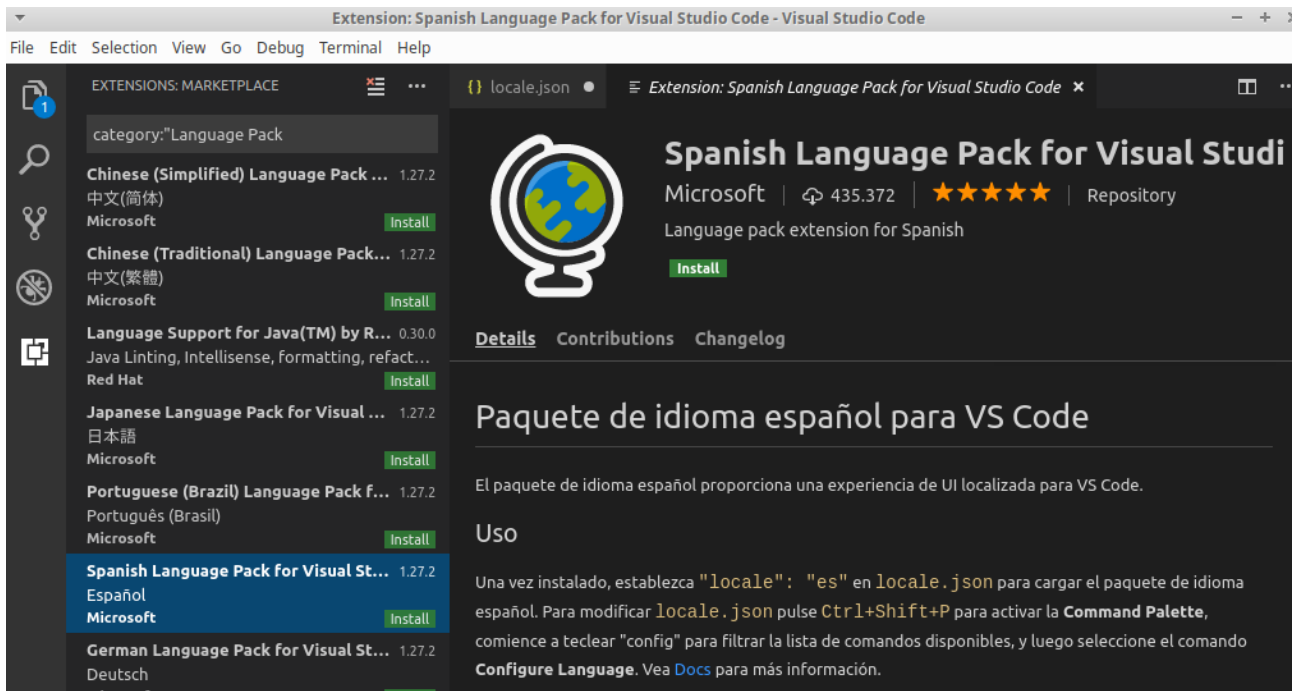 Extension: Spanish Language Pack for Visual Studio Code - Visual Studio Code
File Edit Selection View Go Debug Terminal Help
EXTENSIONS: MARKETPLACE
category:"Language Pack
Chinese (Simplified) Language Pack ... 1.27.2
中文(简体)
Microsoft Install
Chinese (Traditional) Language Pack... 1.27.2
中文(繁體)
Microsoft Install
Language Support for Java(TM) by R... 0.30.0
Java Linting, Intellisense, formatting, refact...
Red Hat Install
Japanese Language Pack for Visual ... 1.27.2
日本語
Microsoft Install
Portuguese (Brazil) Language Pack f... 1.27.2
Português (Brasil)
Microsoft Install
Spanish Language Pack for Visual St... 1.27.2
Español
Microsoft Install
German Language Pack for Visual St... 1.27.2
Deutsch
1
{} locale.json
Extension: Spanish Language Pack for Visual Studio Code
Spanish Language Pack for Visual Studi
Microsoft | 435.372 | ★★★★★ | Repository
Language pack extension for Spanish
Install
Details Contributions Changelog
Paquete de idioma español para VS Code
El paquete de idioma español proporciona una experiencia de UI localizada para VS Code.
Uso
Una vez instalado, establezca "locale": "es" en locale.json para cargar el paquete de idioma
español. Para modificar locale.json pulse Ctrl+Shift+P para activar la Command Palette,
comience a teclear "config" para filtrar la lista de comandos disponibles, y luego seleccione el comando
Configure Language. Vea Docs para más información.